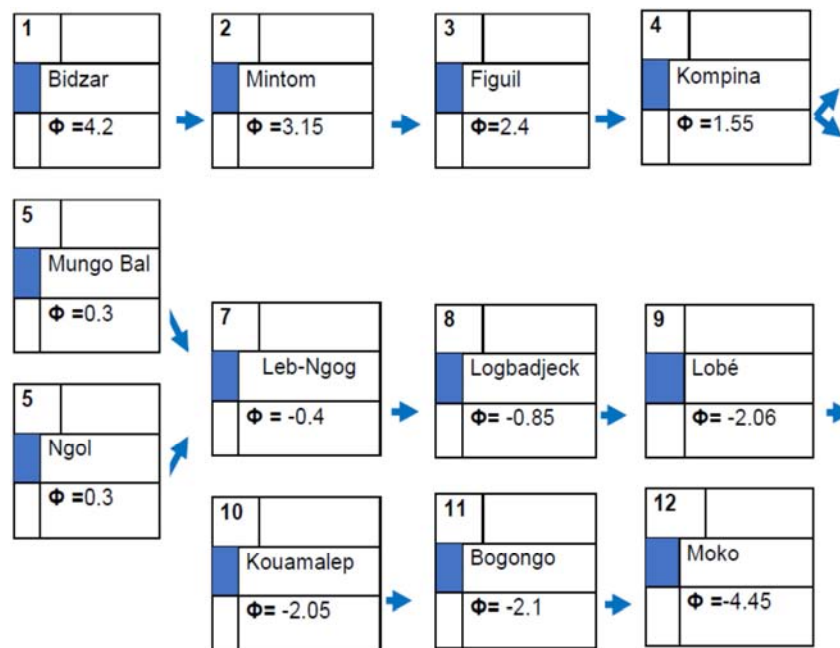 1
Bidzar
Φ =4.2
2
Mintom
Φ =3.15
3
Figuil
Φ=2.4
4
Kompina
Φ =1.55
5
Mungo Bal
Φ =0.3
5
Ngol
Φ =0.3
7
Leb-Ngog
Φ = -0.4
8
Logbadjeck
Φ= -0.85
9
Lobé
Φ= -2.06
10
Kouamalep
Φ= -2.05
11
Bogongo
Φ= -2.1
12
Moko
Φ =-4.45